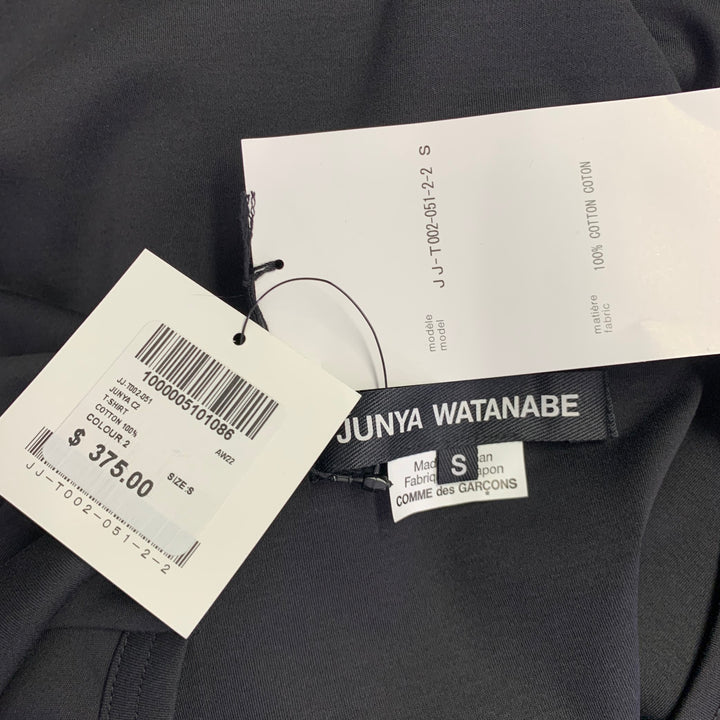 JJ-T002-051-2-2 S
modèle
model
100% COTTON COTON
matière
fabric
1000005101086
JJ-T002-051
JUNYA C2
T-SHIRT
COTTON 100%
COLOUR:2
AW22
$ 375.00
SIZE:S
JJ-T002-051-2-2
JUNYA WATANABE
S
COMME des GARÇONS